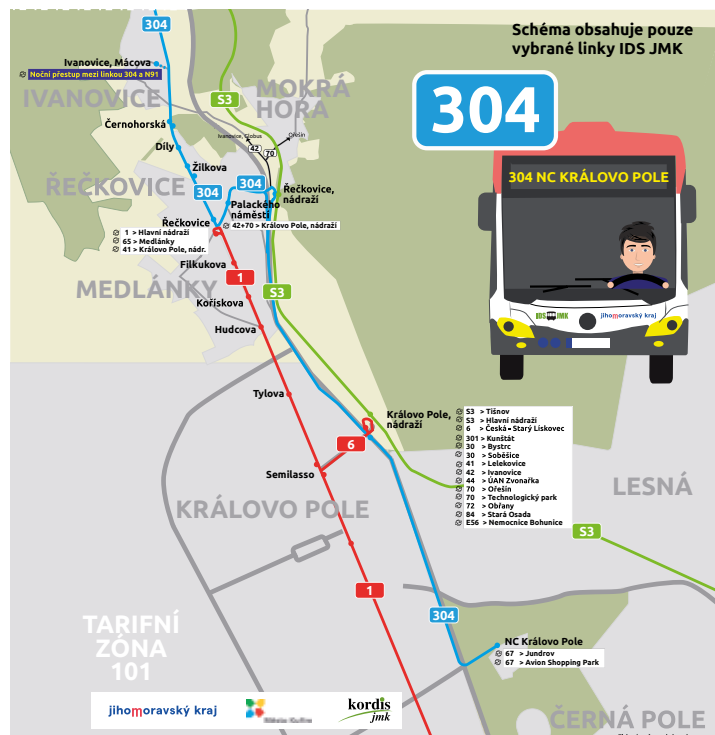 304
Schéma obsahuje pouze
vybrané linky IDS JMK
Ivanovice, Mácova
Noční přestup mezi linkou 304 a N91
IVANOVICE
S3
MOKRÁ
HORA
304
Černohorská
Ivanovice, Globus
Ořešín
42
70
Díly
Žilkova
304 NC KRÁLOVO POLE
ŘEČKOVICE
304
304
Řečkovice,
nádraží
Palackého
náměstí
Řečkovice
42+70 > Královo Pole, nádraží
1 > Hlavní nádraží
65 > Medlánky
41 > Královo Pole, nádr.
Filkukova
1
MEDLÁNKY
S3
Kořískova
IDS JMK
jihomoravský kraj
Hudcova
Tylova
Královo Pole,
nádraží
6
Semilasso
S3 > Tišnov
S3 > Hlavní nádraží
6 > Česká - Starý Lískovec
301 > Kunštát
30 > Bystrc
30 > Soběšice
41 > Lelekovice
42 > Ivanovice
44 > ÚAN Zvonařka
70 > Ořešín
70 > Technologický park
72 > Obřany
84 > Stará Osada
E56 > Nemocnice Bohunice
LESNÁ
KRÁLOVO POLE
S3
1
304
TARIFNÍ
ZÓNA
101
NC Královo Pole
67 > Jundrov
67 > Avion Shopping Park
jihomoravský kraj
kordis
jmk
ČERNÁ POLE